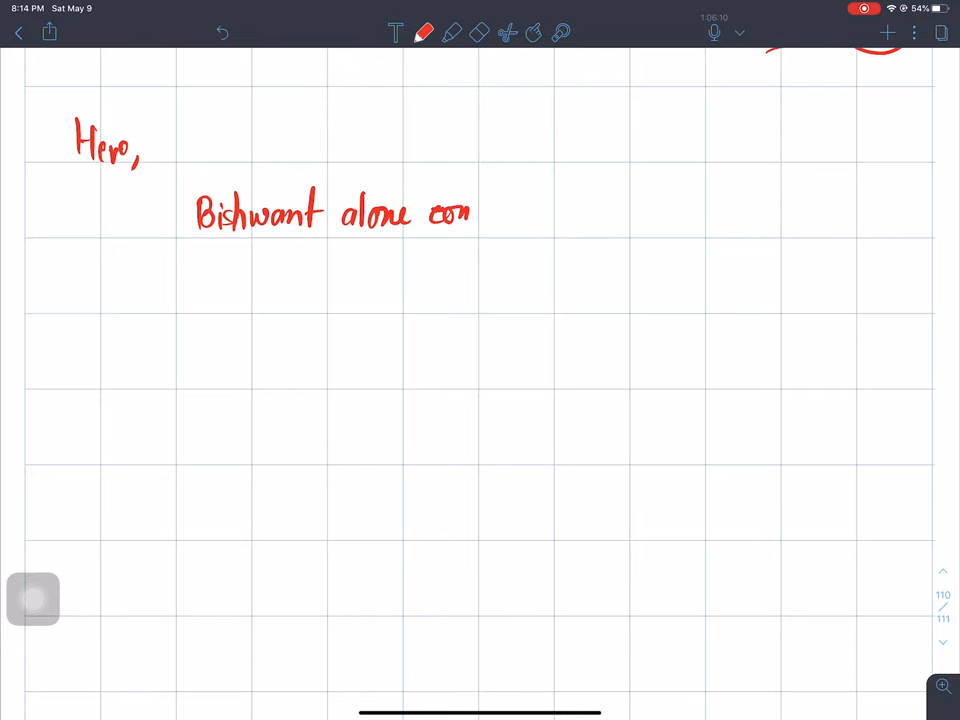 8:14 PM Sat May 9
54%
1:06:10
T
Here,
Bishwant alone con
110
/
111